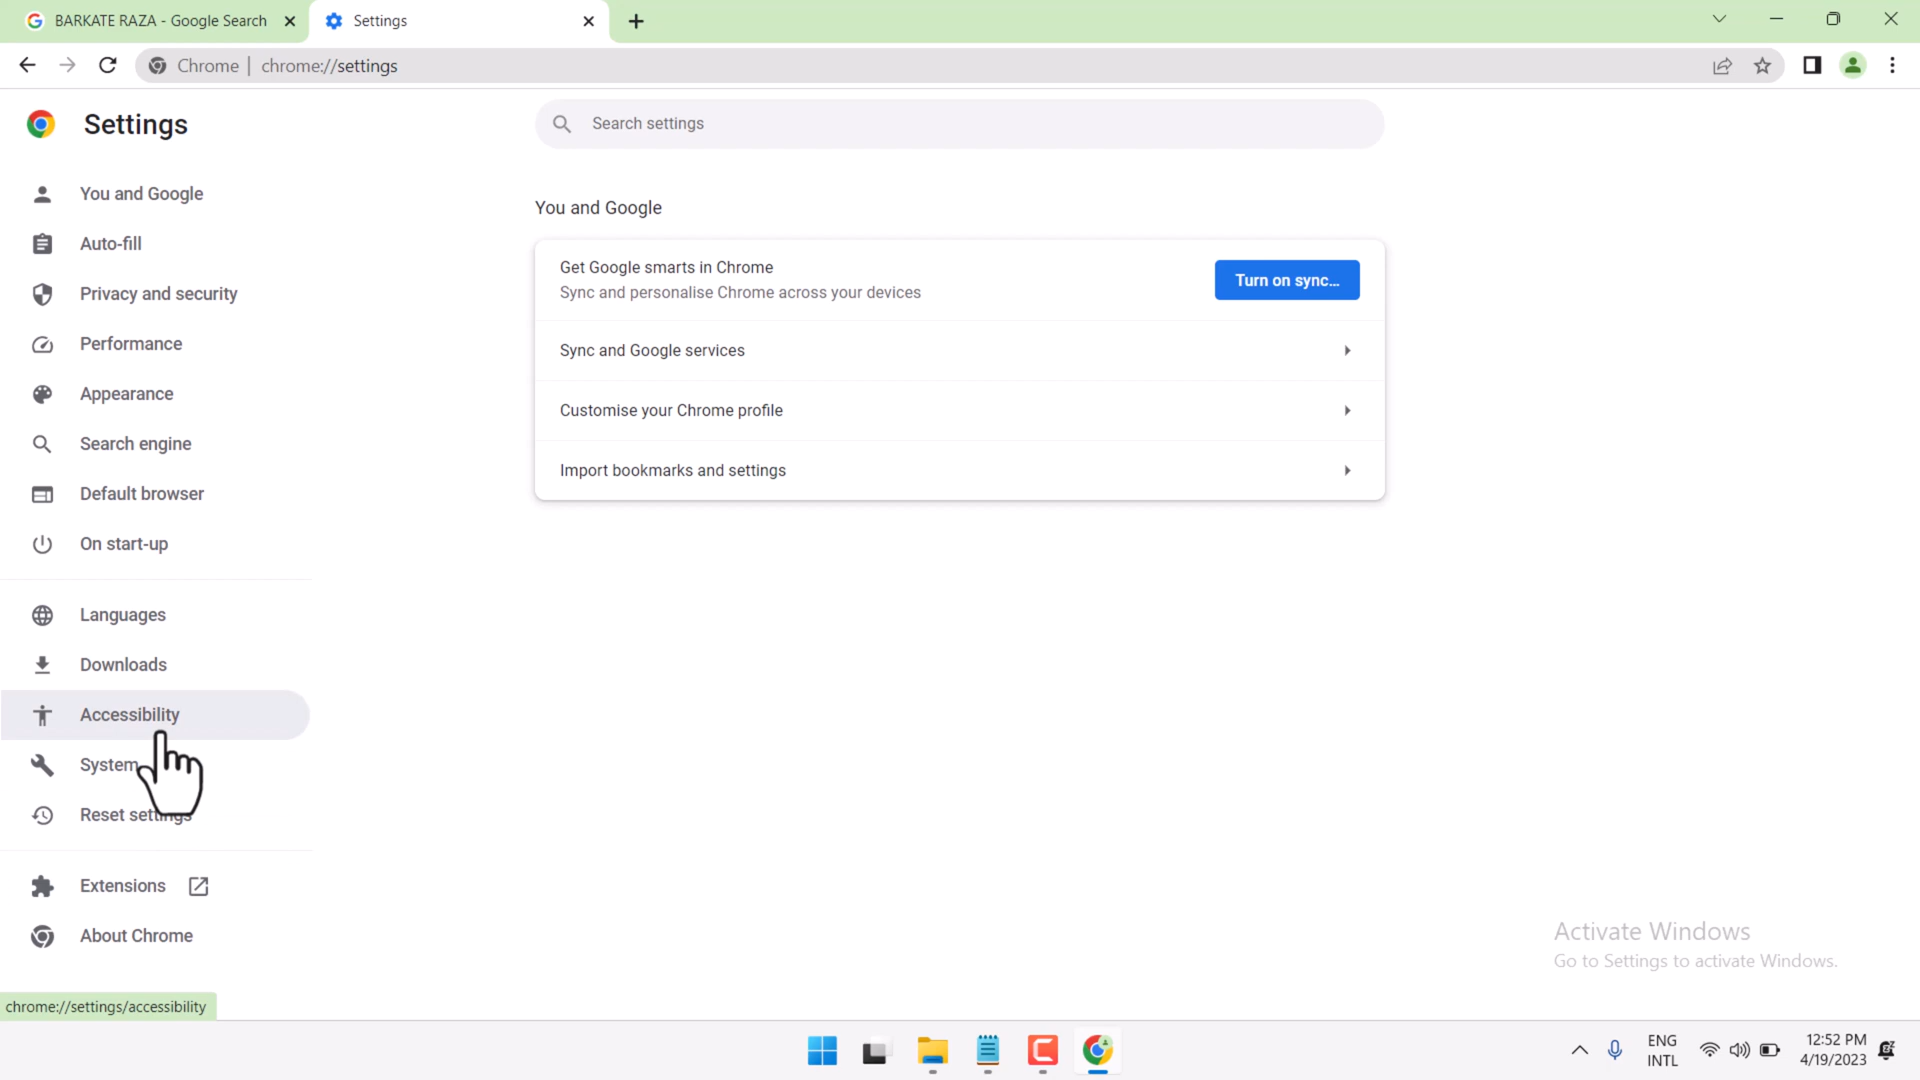 BARKATE RAZA - Google Search
Settings
Chrome | chrome://settings
Settings
Search settings
You and Google
Auto-fill
Privacy and security
Performance
Appearance
Search engine
Default browser
On start-up
Languages
Downloads
Accessibility
System
Reset settings
Extensions
About Chrome
You and Google
Get Google smarts in Chrome
Sync and personalise Chrome across your devices
Turn on sync...
Sync and Google services
Customise your Chrome profile
Import bookmarks and settings
Activate Windows
Go to Settings to activate Windows.
chrome://settings/accessibility
ENG
INTL
12:52 PM
4/19/2023